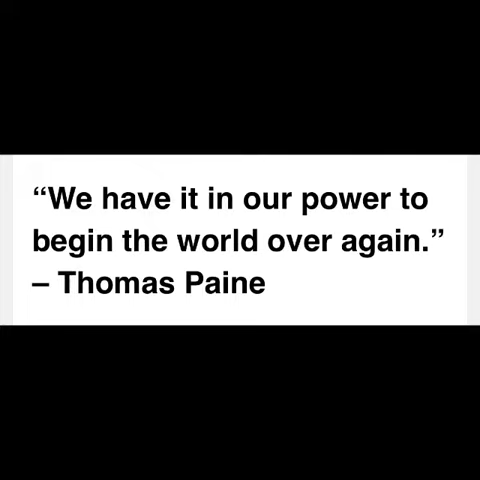 “We have it in our power to
begin the world over again.”
– Thomas Paine